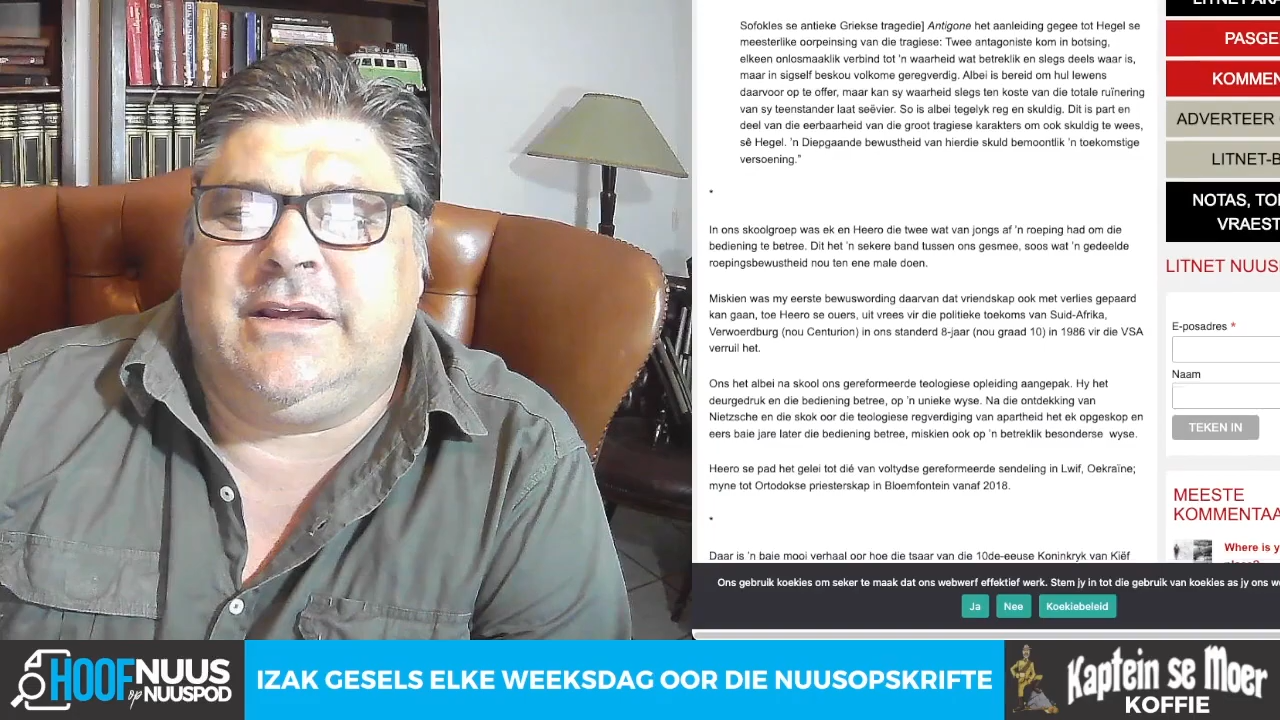 Sofokles se antieke Griekse tragedie] Antigone het aanleiding gegee tot Hegel se
meesterlike oorpeinsing van die tragiese: Twee antagoniste kom in botsing,
elkeen onlosmaaklik verbind tot 'n waarheid wat betreklik en slegs deels waar is,
maar in sigself beskou volkome geregverdig. Albei is bereid om hul lewens
daarvoor op te offer, maar kan sy waarheid slegs ten koste van die totale ruïnering
van sy teenstander laat seëvier. So is albei tegelyk reg en skuldig. Dit is part en
deel van die eerbaarheid van die groot tragiese karakters om ook skuldig te wees,
sê Hegel. 'n Diepgaande bewustheid van hierdie skuld bemoontlik 'n toekomstige
versoening."
*
In ons skoolgroep was ek en Heero die twee wat van jongs af 'n roeping had om die
bediening te betree. Dit het 'n sekere band tussen ons gesmee, soos wat 'n gedeelde
roepingsbewustheid nou ten ene male doen.
Miskien was my eerste bewuswording daarvan dat vriendskap ook met verlies gepaard
kan gaan, toe Heero se ouers, uit vrees vir die politieke toekoms van Suid-Afrika,
Verwoerdburg (nou Centurion) in ons standerd 8-jaar (nou graad 10) in 1986 vir die VSA
verruil het.
Ons het albei na skool ons gereformeerde teologiese opleiding aangepak. Hy het
deurgedruk en die bediening betree, op 'n unieke wyse. Na die ontdekking van
Nietzsche en die skok oor die teologiese regverdiging van apartheid het ek opgeskop en
eers baie jare later die bediening betree, miskien ook op 'n betreklik besonderse wyse.
Heero se pad het gelei tot dié van voltydse gereformeerde sendeling in Lwif, Oekraïne;
myne tot Ortodokse priesterskap in Bloemfontein vanaf 2018.
*
Daar is 'n baie mooi verhaal oor hoe die tsaar van die 10de-eeuse Koninkryk van Kiëf
PASGE
KOMMEN
ADVERTEER
LITNET-B
NOTAS, TO
VRAEST
LITNET NUUS
E-posadres *
Naam
TEKEN IN
MEESTE
KOMMENTAA
Where is y
Ons gebruik koekies om seker te maak dat ons webwerf effektief werk. Stem jy in tot die gebruik van koekies as jy ons we
Ja
Nee
Koekiebeleid
HOOFNUUS
op NUUSPOD
IZAK GESELS ELKE WEEKSDAG OOR DIE NUUSOPSKRIFTE
Kaptein se Moer
KOFFIE